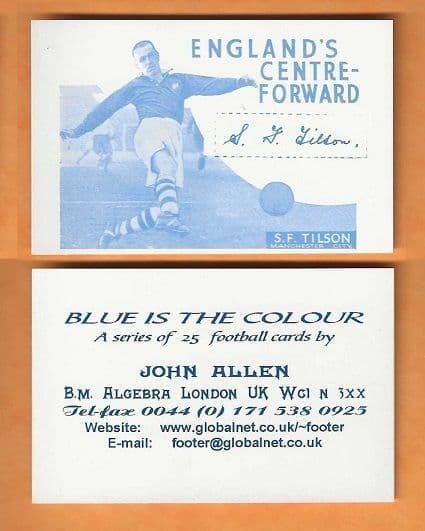 ENGLAND'S
CENTRE-
FORWARD
S. F. Tilson.
S.F. TILSON
MANCHESTER CITY
BLUE IS THE COLOUR
A series of 25 football cards by
JOHN ALLEN
B.M. ALGEBRA LONDON UK WC1 N 3XX
Tel-fax 0044 (0) 171 538 0925
Website: www.globalnet.co.uk/~footer
E-mail: footer@globalnet.co.uk